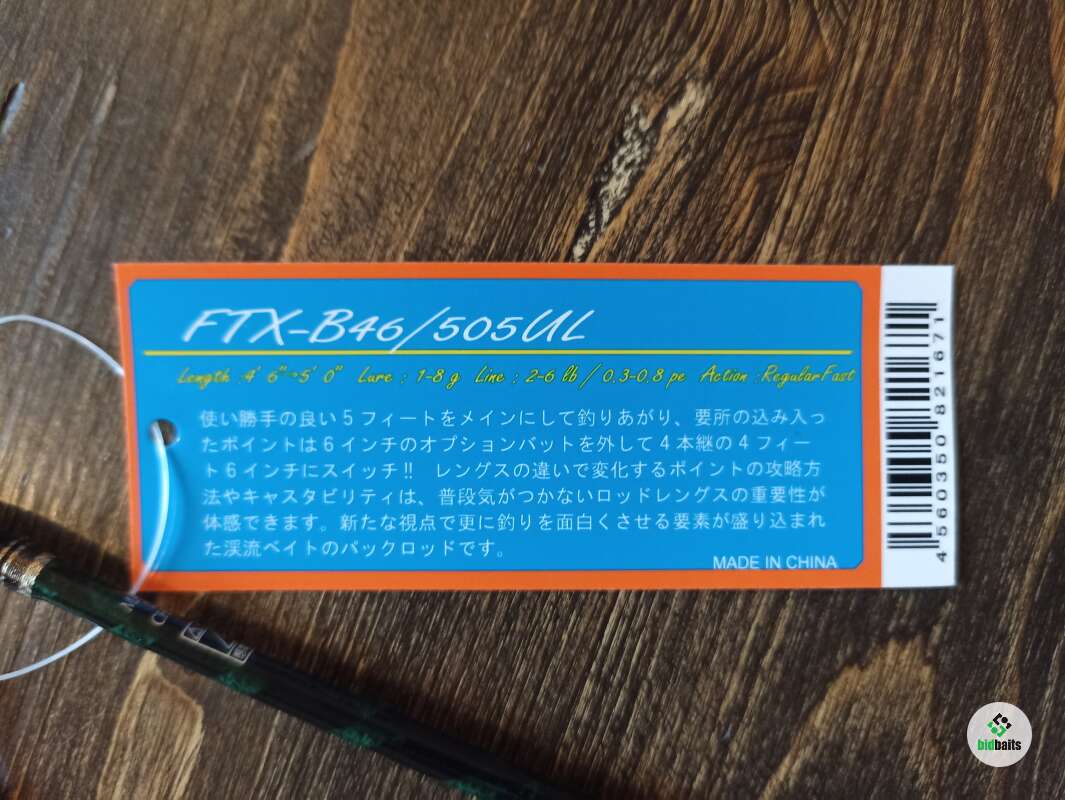 FTX-B46/505UL
Length : 4' 6"~5' 0" Lure : 1-8 g Line : 2-6 lb / 0.3-0.8 pe Action : RegularFast
使い勝手の良い5フィートをメインにして釣りあがり、要所の込み入っ
たポイントは6インチのオプションバットを外して4本継の4フィー
ト6インチにスイッチ!! レングスの違いで変化するポイントの攻略方
法やキャスタビリティは、普段気がつかないロッドレングスの重要性が
体感できます。新たな視点で更に釣りを面白くさせる要素が盛り込まれ
た渓流ベイトのパックロッドです。
MADE IN CHINA
4 560350 821671
bidbaits